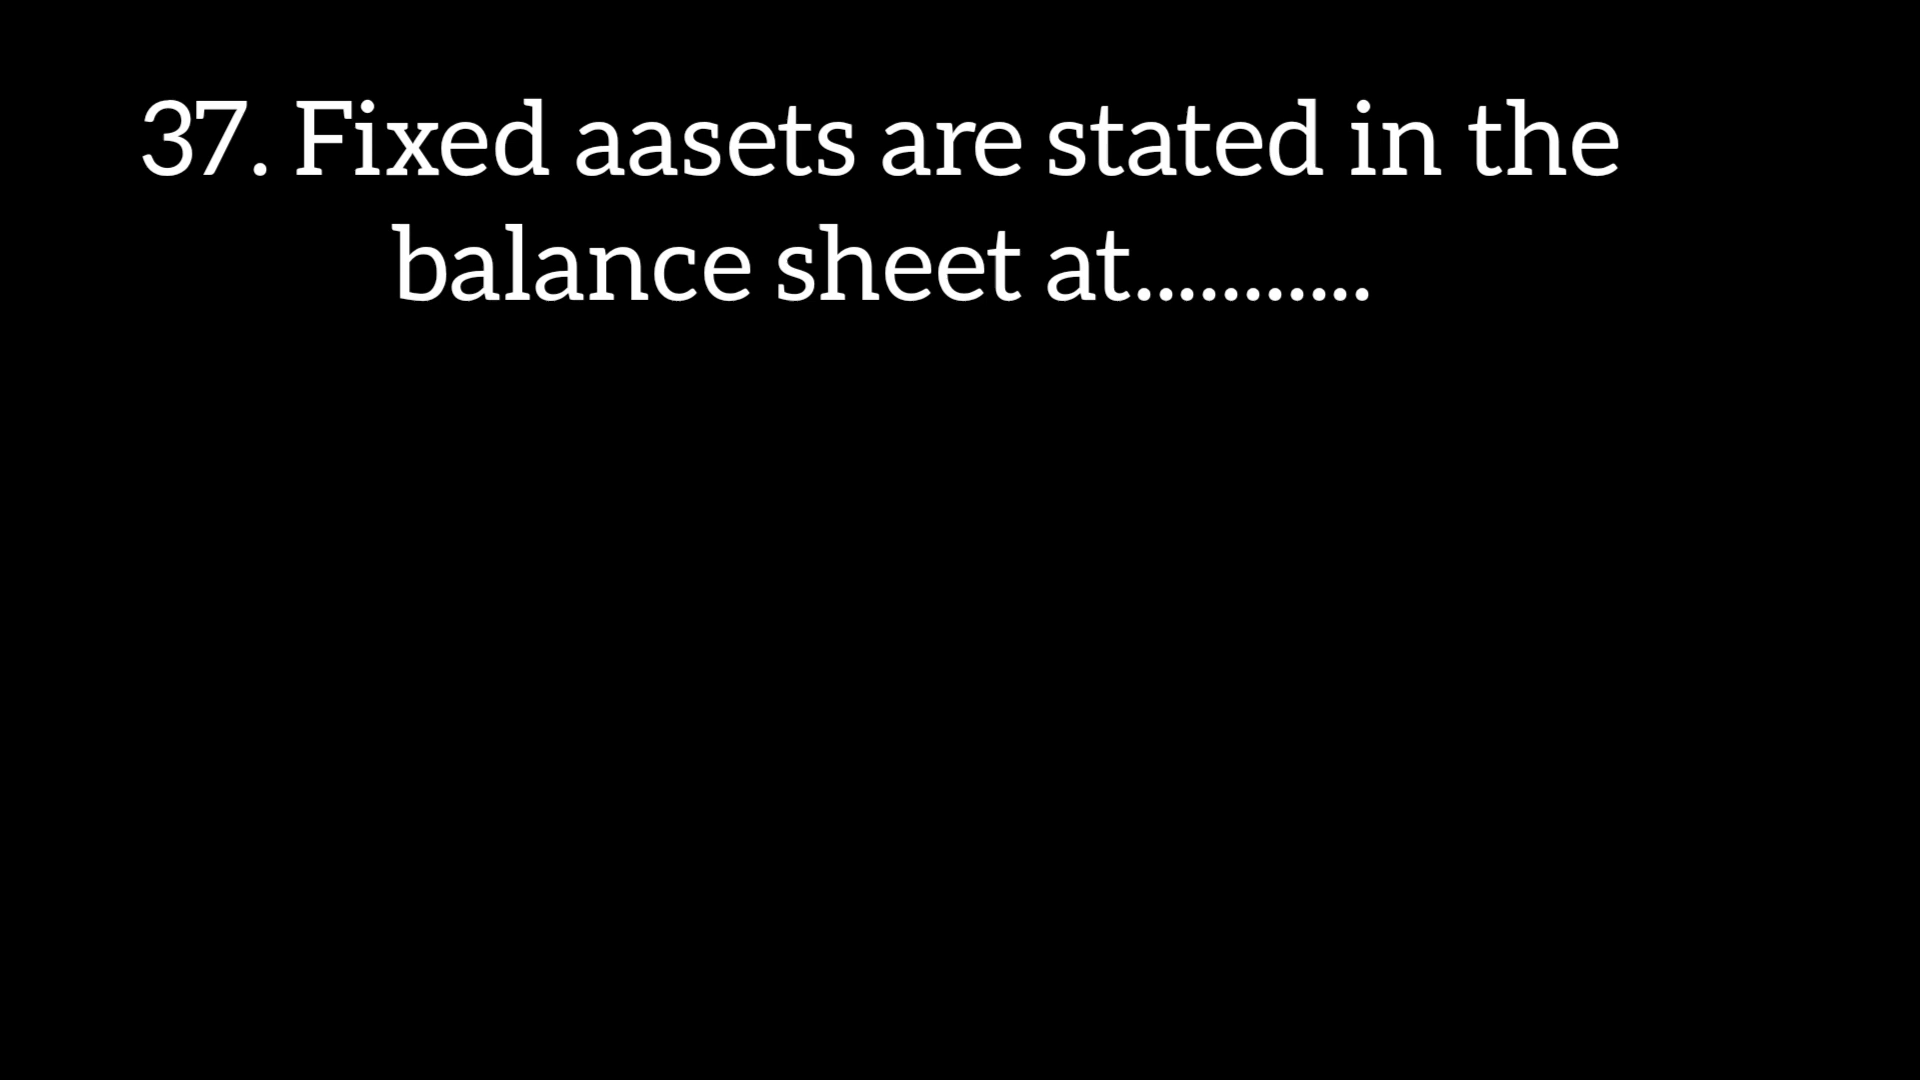 37. Fixed aasets are stated in the
balance sheet at...........